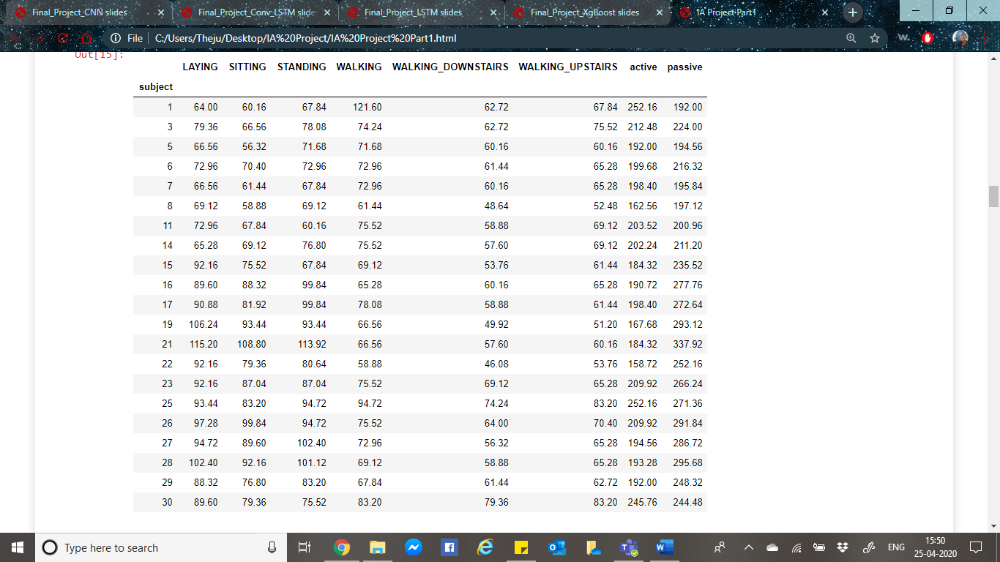 Final_Project_CNN slides Final_Project_Conv_LSTM slide Final_Project_LSTM slides Final_Project_XgBoost slides IA Project Part1
File C:/Users/Theju/Desktop/IA%20Project/IA%20Project%20Part1.html W.
Out[15]:
LAYING SITTING STANDING WALKING WALKING_DOWNSTAIRS WALKING_UPSTAIRS active passive
subject
1 64.00 60.16 67.84 121.60 62.72 67.84 252.16 192.00
3 79.36 66.56 78.08 74.24 62.72 75.52 212.48 224.00
5 66.56 56.32 71.68 71.68 60.16 60.16 192.00 194.56
6 72.96 70.40 72.96 72.96 61.44 65.28 199.68 216.32
7 66.56 61.44 67.84 72.96 60.16 65.28 198.40 195.84
8 69.12 58.88 69.12 61.44 48.64 52.48 162.56 197.12
11 72.96 67.84 60.16 75.52 58.88 69.12 203.52 200.96
14 65.28 69.12 76.80 75.52 57.60 69.12 202.24 211.20
15 92.16 75.52 67.84 69.12 53.76 61.44 184.32 235.52
16 89.60 88.32 99.84 65.28 60.16 65.28 190.72 277.76
17 90.88 81.92 99.84 78.08 58.88 61.44 198.40 272.64
19 106.24 93.44 93.44 66.56 49.92 51.20 167.68 293.12
21 115.20 108.80 113.92 66.56 57.60 60.16 184.32 337.92
22 92.16 79.36 80.64 58.88 46.08 53.76 158.72 252.16
23 92.16 87.04 87.04 75.52 69.12 65.28 209.92 266.24
25 93.44 83.20 94.72 94.72 74.24 83.20 252.16 271.36
26 97.28 99.84 94.72 75.52 64.00 70.40 209.92 291.84
27 94.72 89.60 102.40 72.96 56.32 65.28 194.56 286.72
28 102.40 92.16 101.12 69.12 58.88 65.28 193.28 295.68
29 88.32 76.80 83.20 67.84 61.44 62.72 192.00 248.32
30 89.60 79.36 75.52 83.20 79.36 83.20 245.76 244.48
Type here to search ENG 15:50
25-04-2020